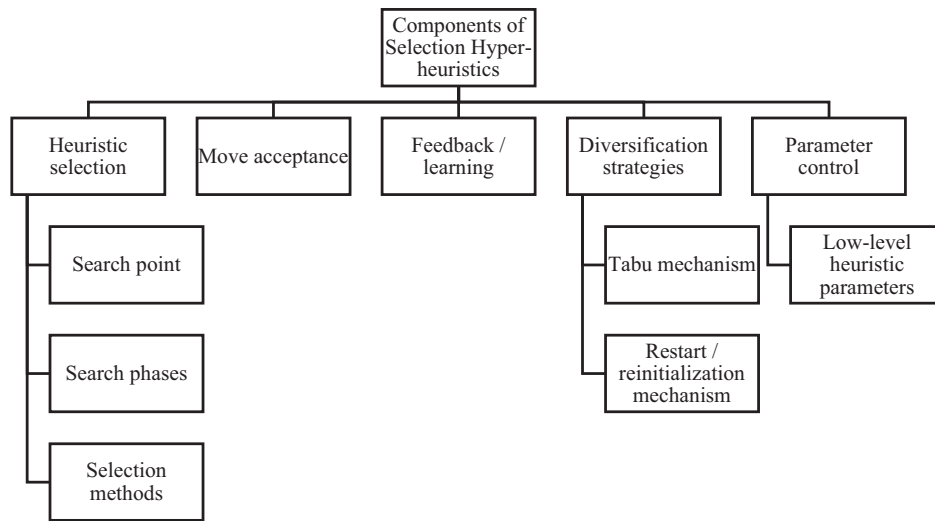 Components of
Selection Hyper-
heuristics
Heuristic
selection
Move acceptance
Feedback /
learning
Diversification
strategies
Parameter
control
Search point
Search phases
Selection
methods
Tabu mechanism
Restart /
reinitialization
mechanism
Low-level
heuristic
parameters